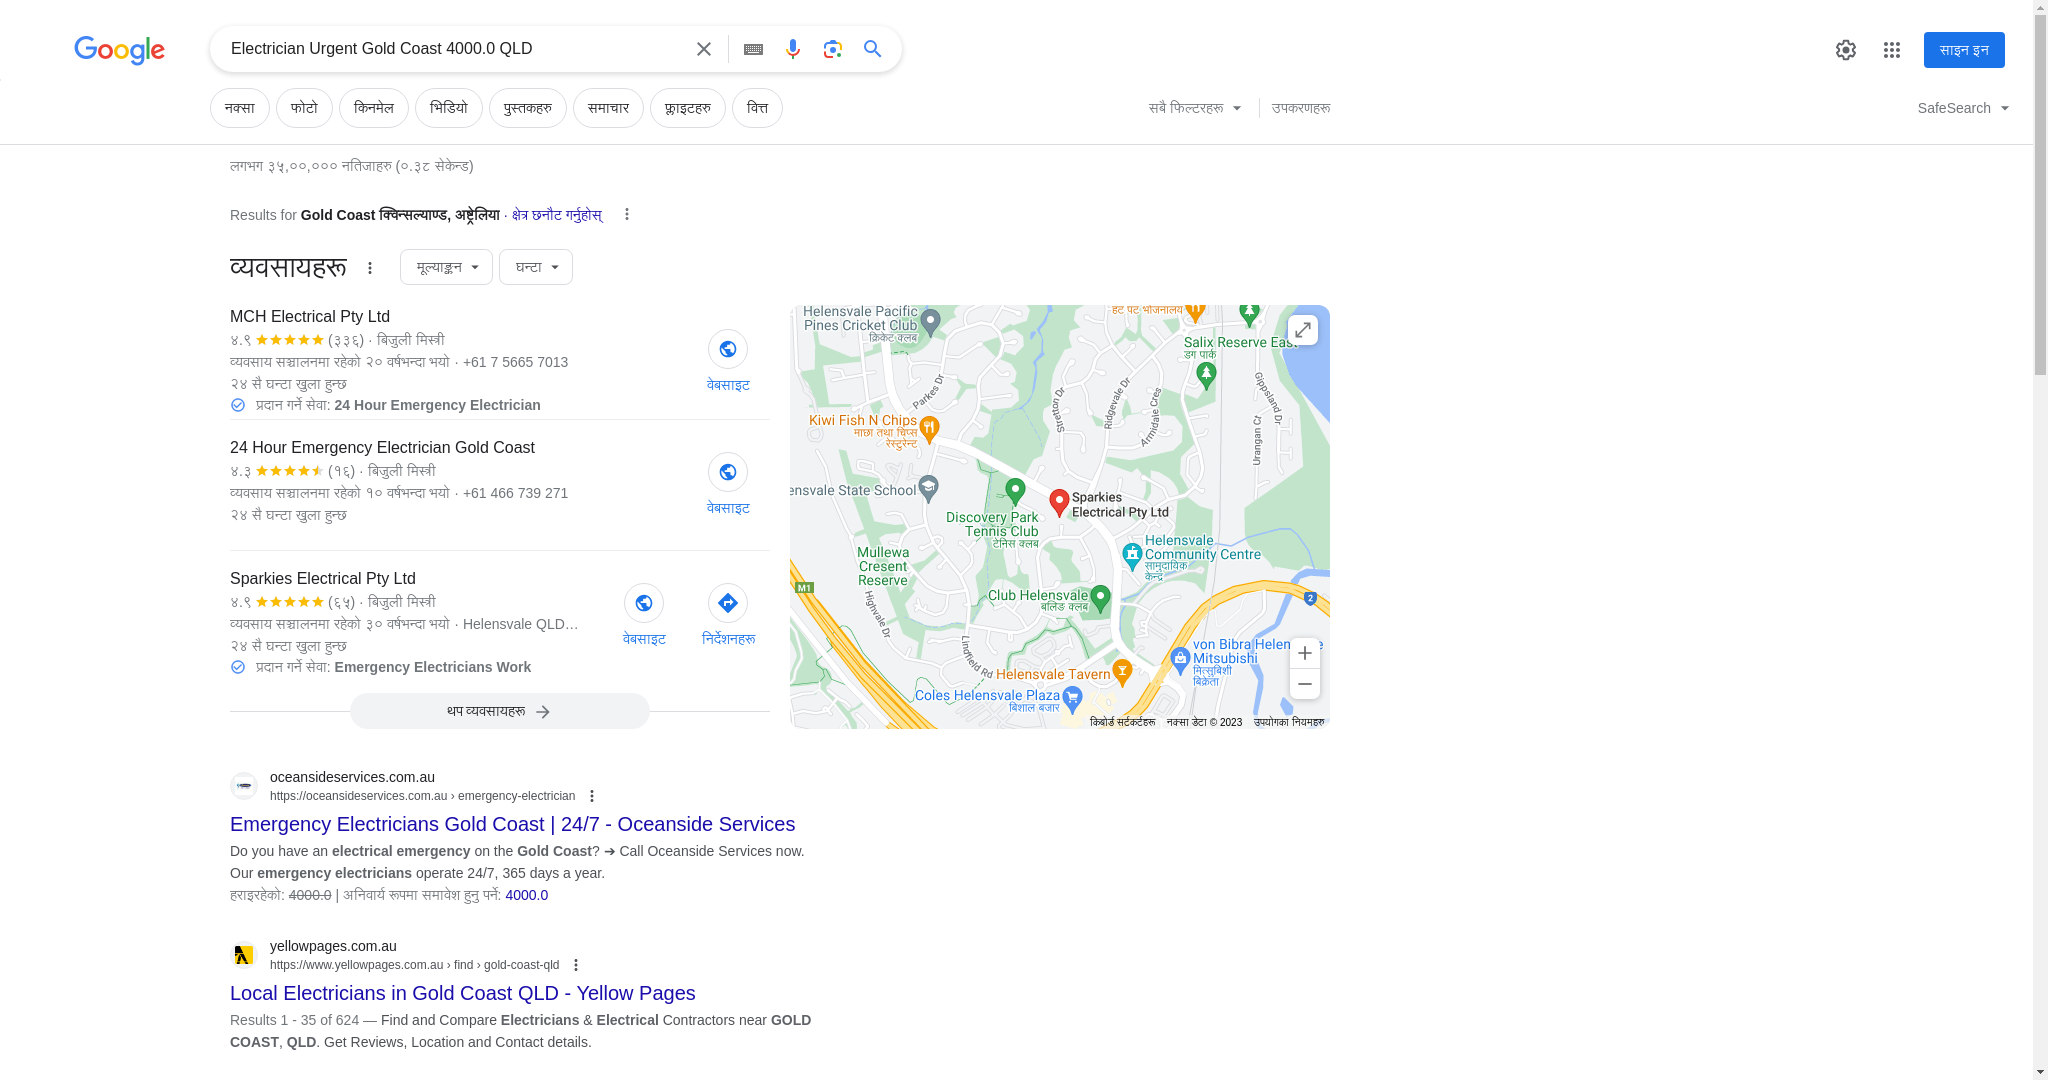 Google
Electrician Urgent Gold Coast 4000.0 QLD
साइन इन
नक्सा
फोटो
किनमेल
भिडियो
पुस्तकहरु
समाचार
फ्लाइटहरु
वित्त
सबै फिल्टरहरू
उपकरणहरू
SafeSearch
लगभग ३५,००,००० नतिजाहरु (०.३८ सेकेन्ड)
Results for Gold Coast क्विन्सल्याण्ड, अष्ट्रेलिया · क्षेत्र छनौट गर्नुहोस्
व्यवसायहरू
मूल्याङ्कन
घन्टा
MCH Electrical Pty Ltd
४.९ (३३६) · बिजुली मिस्त्री
व्यवसाय सञ्चालनमा रहेको २० वर्षभन्दा भयो · +61 7 5665 7013
२४ सै घन्टा खुला हुन्छ
प्रदान गर्ने सेवा: 24 Hour Emergency Electrician
वेबसाइट
24 Hour Emergency Electrician Gold Coast
४.३ (१६) · बिजुली मिस्त्री
व्यवसाय सञ्चालनमा रहेको १० वर्षभन्दा भयो · +61 466 739 271
२४ सै घन्टा खुला हुन्छ
वेबसाइट
Sparkies Electrical Pty Ltd
४.९ (६५) · बिजुली मिस्त्री
व्यवसाय सञ्चालनमा रहेको ३० वर्षभन्दा भयो · Helensvale QLD…
२४ सै घन्टा खुला हुन्छ
प्रदान गर्ने सेवा: Emergency Electricians Work
वेबसाइट
निर्देशनहरू
थप व्यवसायहरू
Helensvale Pacific
Pines Cricket Club
क्रिकेट क्लब
हट पट भोजनालय
Salix Reserve East
डग पार्क
Parkes Dr
Ridgevale Dr
Stretton Dr
Armidale Cres
Gippsland Dr
Urangan Ct
Kiwi Fish N Chips
माछा तथा चिप्स
रेस्टुरेन्ट
ensvale State School
Sparkies
Electrical Pty Ltd
Discovery Park
Tennis Club
टेनिस क्लब
Helensvale
Community Centre
सामुदायिक
केन्द्र
Mullewa
Cresent
Reserve
M1
Club Helensvale
बलिङ क्लब
2
Highvale Dr
Lindfield Rd
von Bibra Helensvale
Mitsubishi
मित्सुबिशी
बिक्रेता
Helensvale Tavern
Coles Helensvale Plaza
बिशाल बजार
किबोर्ड सर्टकर्टहरू
नक्सा डेटा © 2023
उपयोगका नियमहरु
oceansideservices.com.au
https://oceansideservices.com.au › emergency-electrician
Emergency Electricians Gold Coast | 24/7 - Oceanside Services
Do you have an electrical emergency on the Gold Coast? ➔ Call Oceanside Services now.
Our emergency electricians operate 24/7, 365 days a year.
हराइरहेको: 4000.0 | अनिवार्य रूपमा समावेश हुनु पर्ने: 4000.0
yellowpages.com.au
https://www.yellowpages.com.au › find › gold-coast-qld
Local Electricians in Gold Coast QLD - Yellow Pages
Results 1 - 35 of 624 — Find and Compare Electricians & Electrical Contractors near GOLD
COAST, QLD. Get Reviews, Location and Contact details.